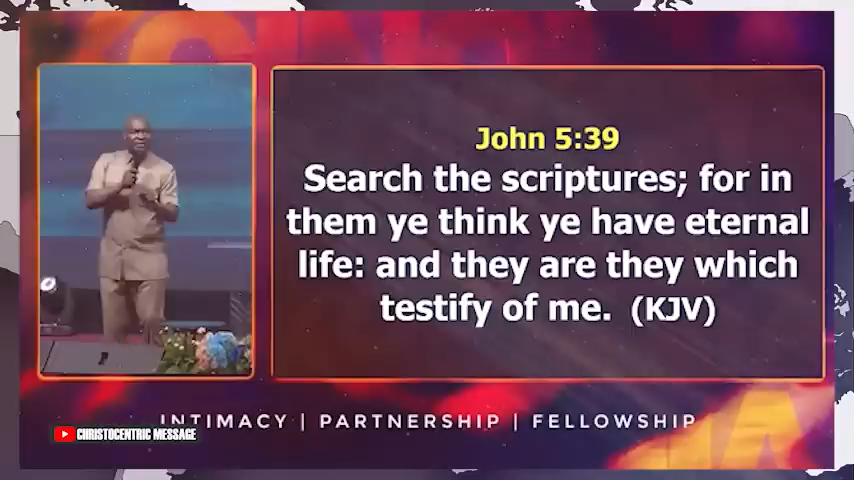 John 5:39
Search the scriptures; for in
them ye think ye have eternal
life: and they are they which
testify of me. (KJV)
INTIMACY | PARTNERSHIP | FELLOWSHIP
CHRISTOCENTRIC MESSAGE